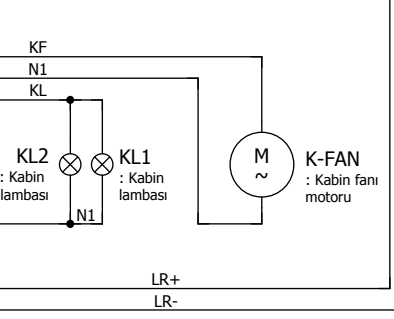 KF
N1
KL
KL2
: Kabin
lambası
KL1
: Kabin
lambası
M
~
K-FAN
: Kabin fanı
motoru
N1
LR+
LR-